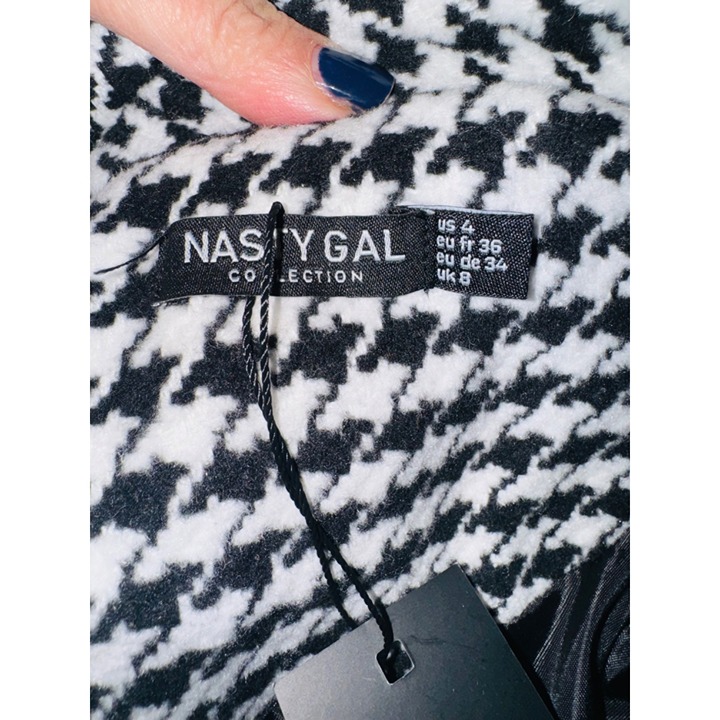 NASTY GAL
COLLECTION
us 4
eu fr 36
eu de 34
uk 8